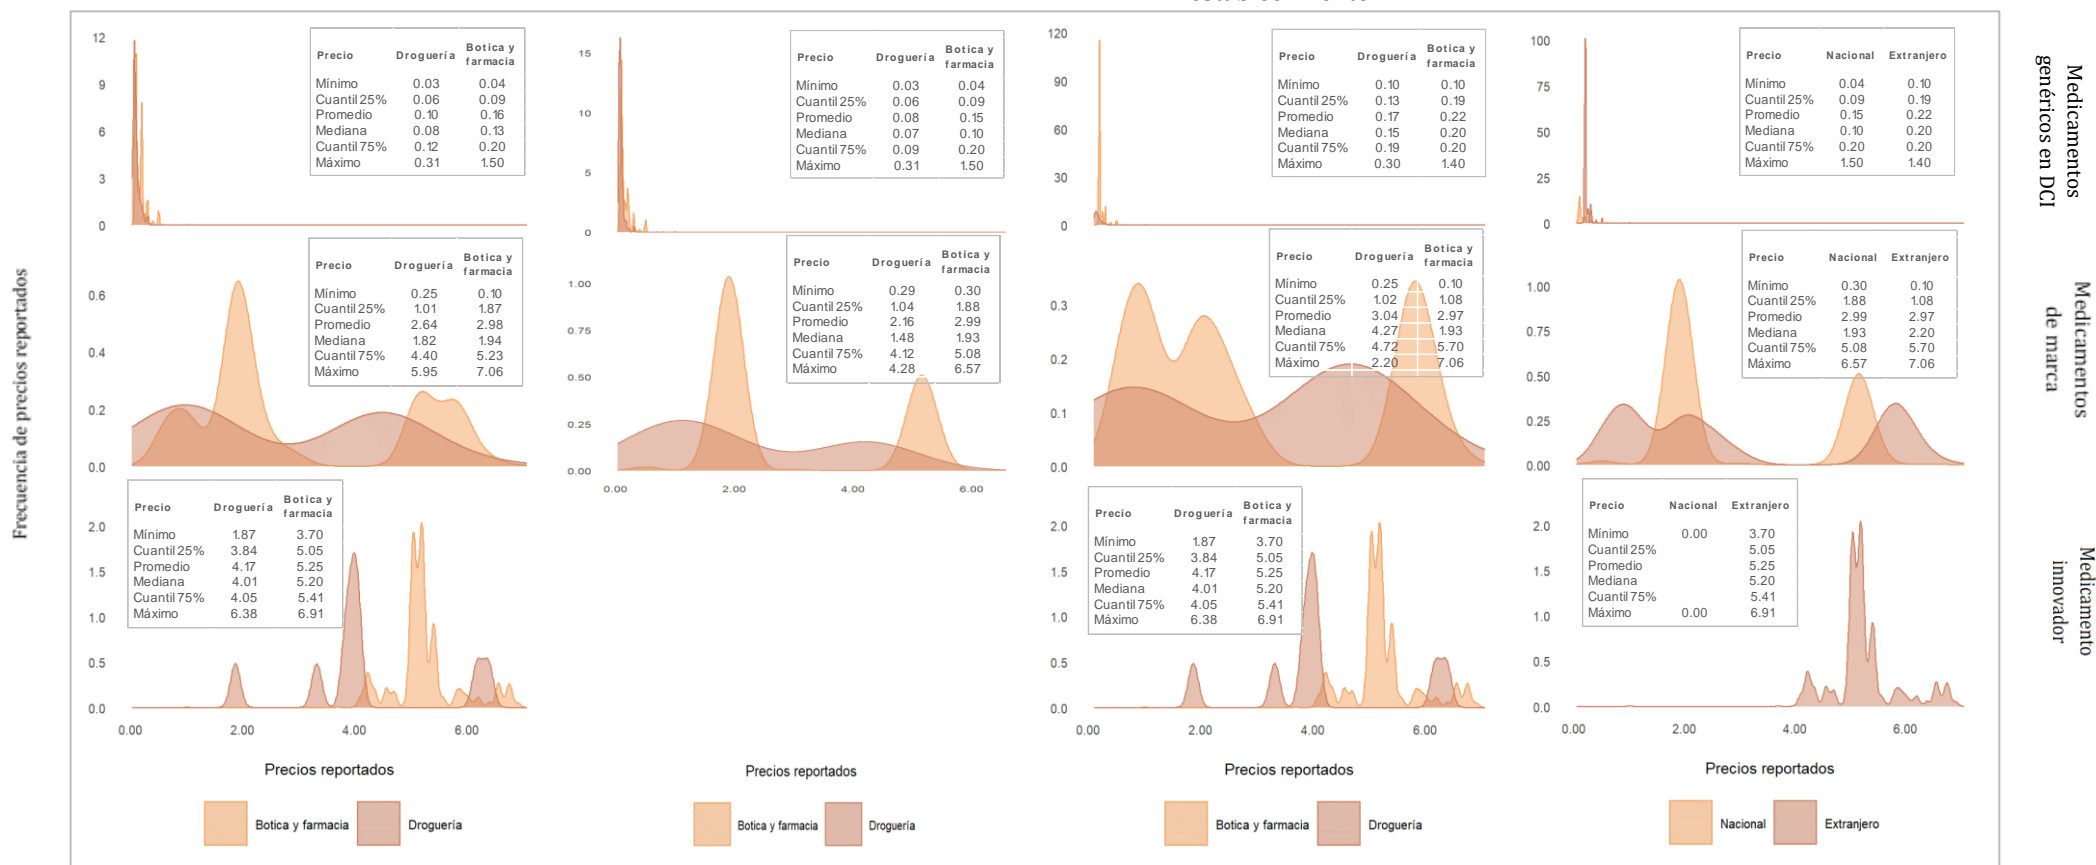 Frecuencia de precios reportados
12
9
6
3
0
Precio Droguería Botica y farmacia
Mínimo 0.03 0.04
Cuantil 25% 0.06 0.09
Promedio 0.10 0.16
Mediana 0.08 0.13
Cuantil 75% 0.12 0.20
Máximo 0.31 1.50
15
10
5
0
Precio Droguería Botica y farmacia
Mínimo 0.03 0.04
Cuantil 25% 0.06 0.09
Promedio 0.08 0.15
Mediana 0.07 0.10
Cuantil 75% 0.09 0.20
Máximo 0.31 1.50
120
90
60
30
0
Precio Droguería Botica y farmacia
Mínimo 0.10 0.10
Cuantil 25% 0.13 0.19
Promedio 0.17 0.22
Mediana 0.15 0.20
Cuantil 75% 0.19 0.20
Máximo 0.30 1.40
100
75
50
25
0
Precio Nacional Extranjero
Mínimo 0.04 0.10
Cuantil 25% 0.09 0.19
Promedio 0.15 0.22
Mediana 0.10 0.20
Cuantil 75% 0.20 0.20
Máximo 1.50 1.40
Medicamentos
genéricos en DCI
0.6
0.4
0.2
0.0
Precio Droguería Botica y farmacia
Mínimo 0.25 0.10
Cuantil 25% 1.01 1.87
Promedio 2.64 2.98
Mediana 1.82 1.94
Cuantil 75% 4.40 5.23
Máximo 5.95 7.06
1.00
0.75
0.50
0.25
0.00
Precio Droguería Botica y farmacia
Mínimo 0.29 0.30
Cuantil 25% 1.04 1.88
Promedio 2.16 2.99
Mediana 1.48 1.93
Cuantil 75% 4.12 5.08
Máximo 4.28 6.57
0.00 2.00 4.00 6.00
0.3
0.2
0.1
0.0
Precio Droguería Botica y farmacia
Mínimo 0.25 0.10
Cuantil 25% 1.02 1.08
Promedio 3.04 2.97
Mediana 4.27 1.93
Cuantil 75% 4.72 5.70
Máximo 2.20 7.06
1.00
0.75
0.50
0.25
0.00
Precio Nacional Extranjero
Mínimo 0.30 0.10
Cuantil 25% 1.88 1.08
Promedio 2.99 2.97
Mediana 1.93 2.20
Cuantil 75% 5.08 5.70
Máximo 6.57 7.06
Medicamentos
de marca
2.0
1.5
1.0
0.5
0.0
Precio Droguería Botica y farmacia
Mínimo 1.87 3.70
Cuantil 25% 3.84 5.05
Promedio 4.17 5.25
Mediana 4.01 5.20
Cuantil 75% 4.05 5.41
Máximo 6.38 6.91
0.00 2.00 4.00 6.00
2.0
1.5
1.0
0.5
0.0
Precio Droguería Botica y farmacia
Mínimo 1.87 3.70
Cuantil 25% 3.84 5.05
Promedio 4.17 5.25
Mediana 4.01 5.20
Cuantil 75% 4.05 5.41
Máximo 6.38 6.91
0.00 2.00 4.00 6.00
2.0
1.5
1.0
0.5
0.0
Precio Nacional Extranjero
Mínimo 0.00 3.70
Cuantil 25% 5.05
Promedio 5.25
Mediana 5.20
Cuantil 75% 5.41
Máximo 0.00 6.91
0.00 2.00 4.00 6.00
Medicamento
innovador
Precios reportados
Botica y farmacia Droguería
Precios reportados
Botica y farmacia Droguería
Precios reportados
Botica y farmacia Droguería
Precios reportados
Nacional Extranjero